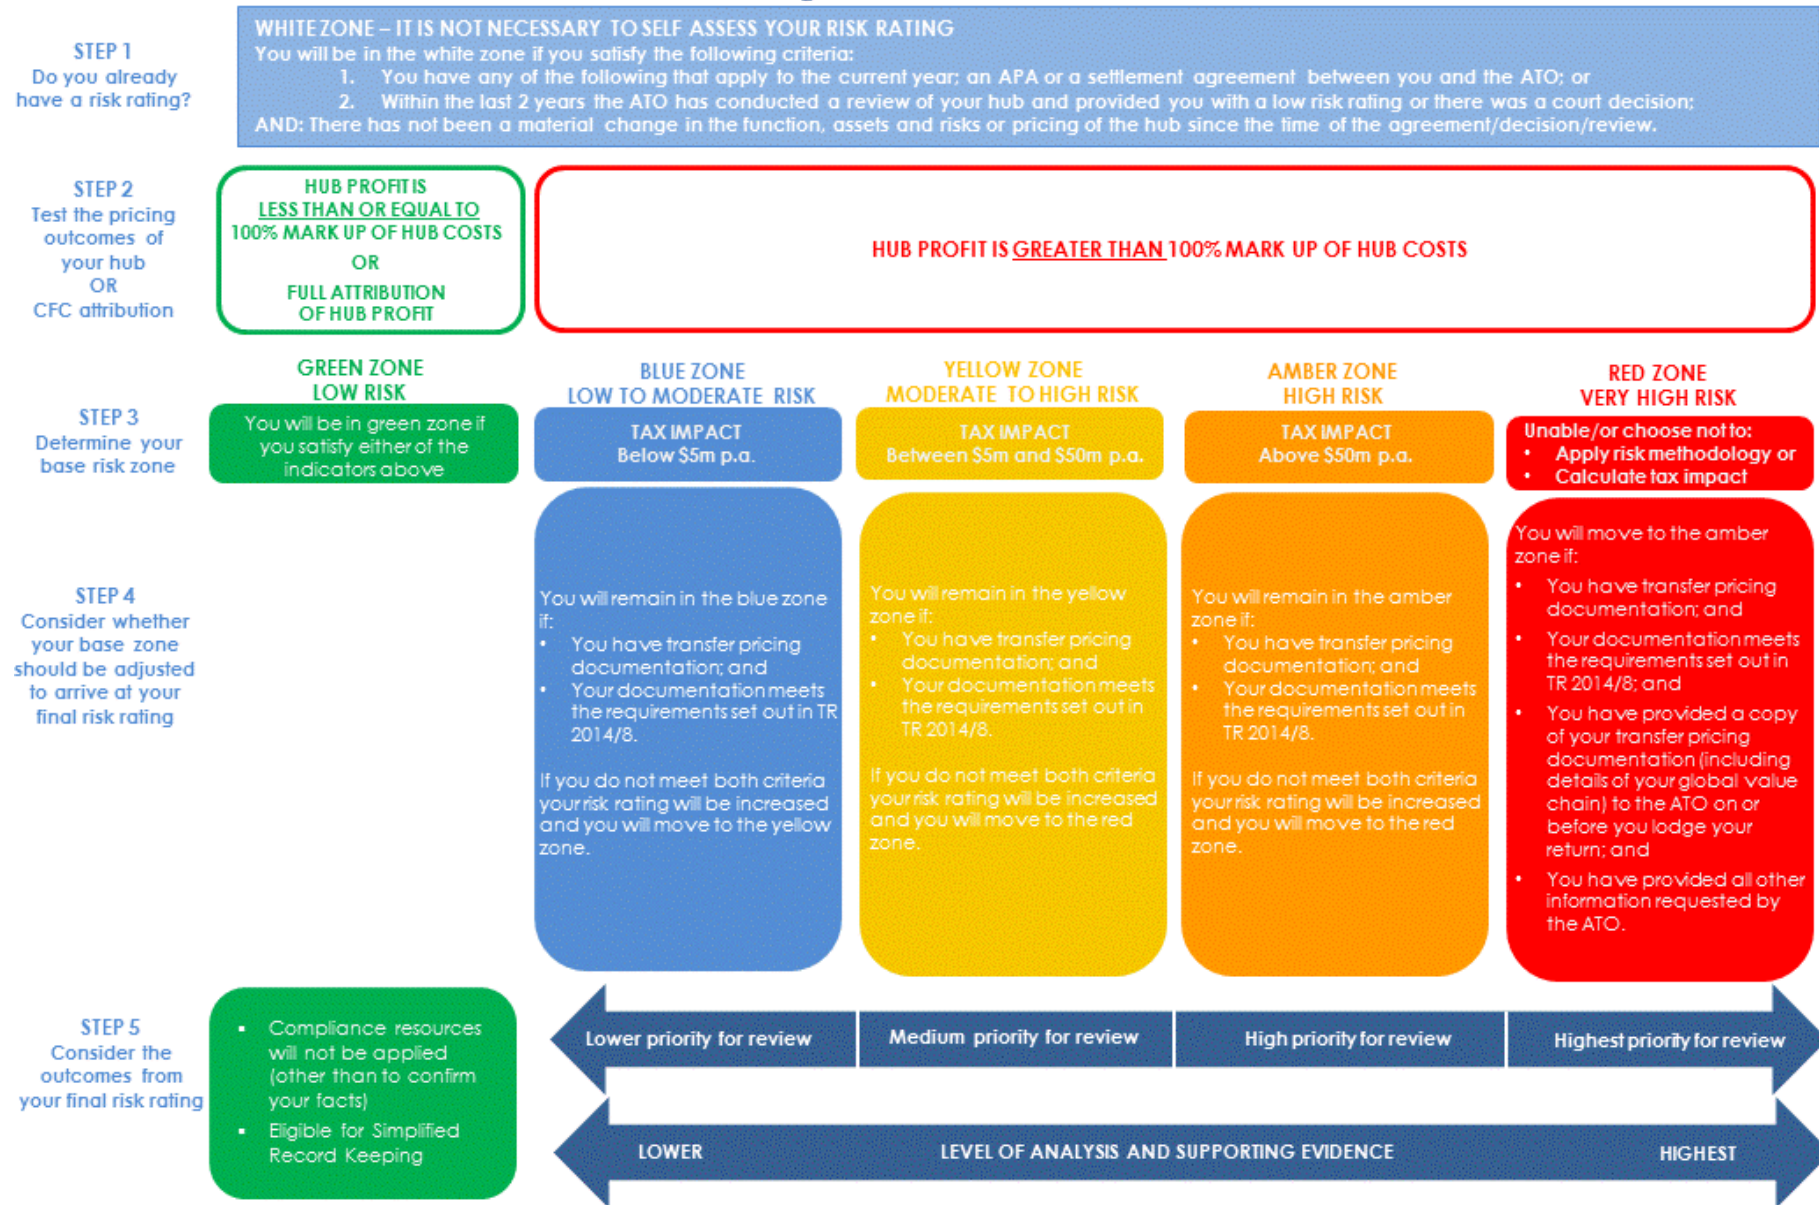 STEP 1
Do you already
have a risk rating?
WHITE ZONE – IT IS NOT NECESSARY TO SELF ASSESS YOUR RISK RATING
You will be in the white zone if you satisfy the following criteria:
1. You have any of the following that apply to the current year; an APA or a settlement agreement between you and the ATO; or
2. Within the last 2 years the ATO has conducted a review of your hub and provided you with a low risk rating or there was a court decision;
AND: There has not been a material change in the function, assets and risks or pricing of the hub since the time of the agreement/decision/review.
STEP 2
Test the pricing
outcomes of
your hub
OR
CFC attribution
HUB PROFIT IS
LESS THAN OR EQUAL TO
100% MARK UP OF HUB COSTS
OR
FULL ATTRIBUTION
OF HUB PROFIT
HUB PROFIT IS GREATER THAN 100% MARK UP OF HUB COSTS
STEP 3
Determine your
base risk zone
GREEN ZONE
LOW RISK
You will be in green zone if
you satisfy either of the
indicators above
BLUE ZONE
LOW TO MODERATE RISK
TAX IMPACT
Below $5m p.a.
YELLOW ZONE
MODERATE TO HIGH RISK
TAX IMPACT
Between $5m and $50m p.a.
AMBER ZONE
HIGH RISK
TAX IMPACT
Above $50m p.a.
RED ZONE
VERY HIGH RISK
Unable/or choose not to:
• Apply risk methodology or
• Calculate tax impact
STEP 4
Consider whether
your base zone
should be adjusted
to arrive at your
final risk rating
You will remain in the blue zone
if:
• You have transfer pricing
documentation; and
• Your documentation meets
the requirements set out in TR
2014/8.
If you do not meet both criteria
your risk rating will be increased
and you will move to the yellow
zone.
You will remain in the yellow
zone if:
• You have transfer pricing
documentation; and
• Your documentation meets
the requirements set out in
TR 2014/8.
If you do not meet both criteria
your risk rating will be increased
and you will move to the red
zone.
You will remain in the amber
zone if:
• You have transfer pricing
documentation; and
• Your documentation meets
the requirements set out in
TR 2014/8.
If you do not meet both criteria
your risk rating will be increased
and you will move to the red
zone.
You will move to the amber
zone if:
• You have transfer pricing
documentation; and
• Your documentation meets
the requirements set out in
TR 2014/8; and
• You have provided a copy
of your transfer pricing
documentation (including
details of your global value
chain) to the ATO on or
before you lodge your
return; and
• You have provided all other
information requested by
the ATO.
STEP 5
Consider the
outcomes from
your final risk rating
▪ Compliance resources
will not be applied
(other than to confirm
your facts)
▪ Eligible for Simplified
Record Keeping
Lower priority for review
Medium priority for review
High priority for review
Highest priority for review
LOWER
LEVEL OF ANALYSIS AND SUPPORTING EVIDENCE
HIGHEST